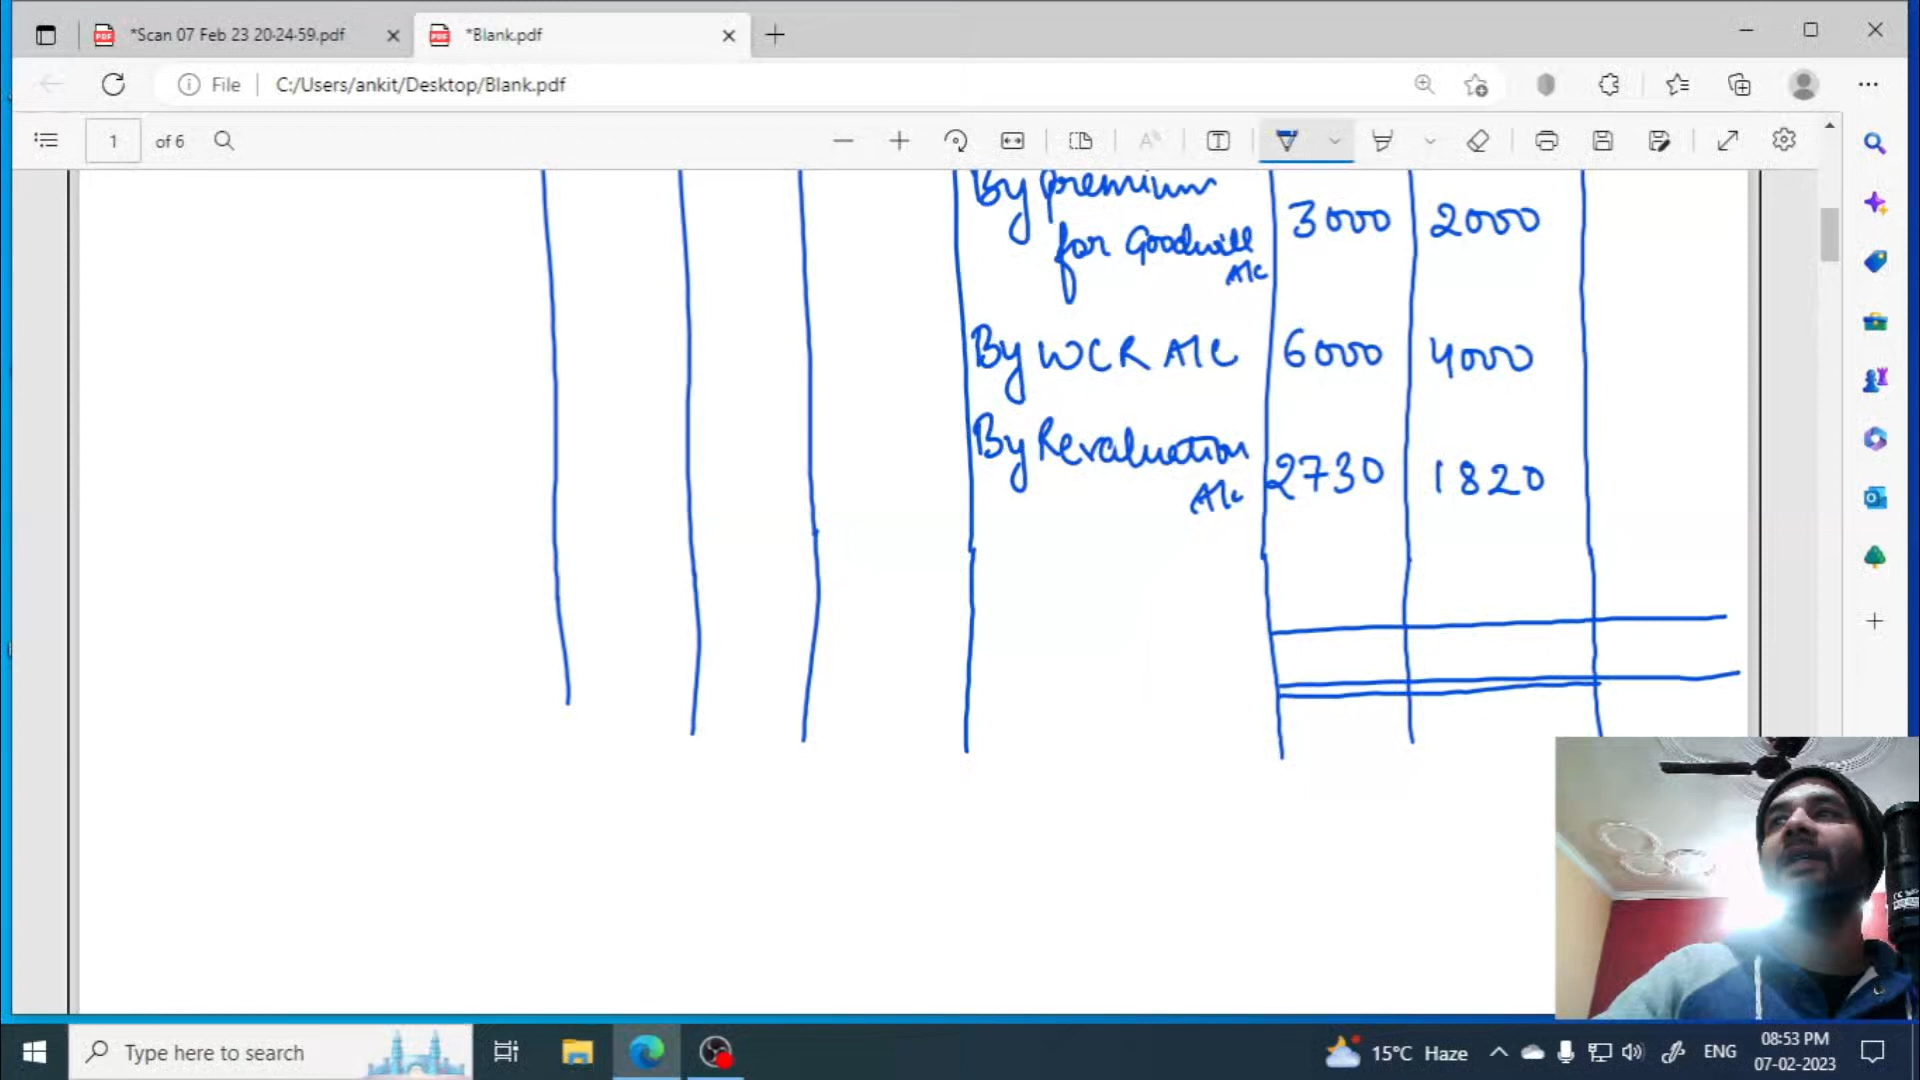 *Scan 07 Feb 23 20-24-59.pdf
*Blank.pdf
File
C:/Users/ankit/Desktop/Blank.pdf
1 of 6
By premium
for Goodwill A/c 3000 2000
By WCR A/c 6000 4000
By Revaluation A/c 2730 1820
Type here to search
15°C Haze
ENG
08:53 PM
07-02-2023